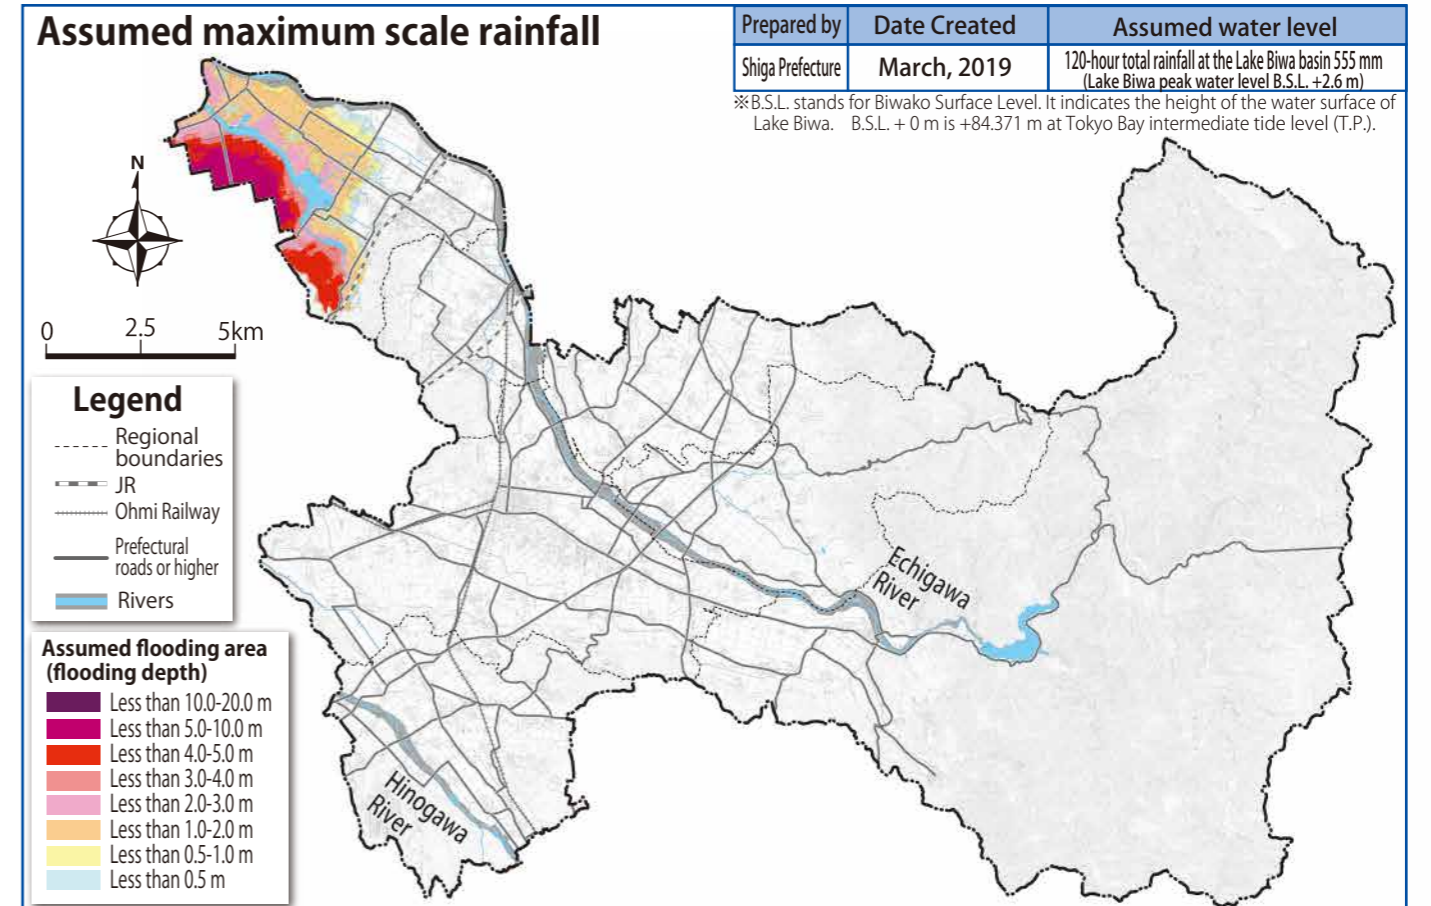 Assumed maximum scale rainfall
Prepared by Date Created Assumed water level
Shiga Prefecture March, 2019 120-hour total rainfall at the Lake Biwa basin 555 mm
(Lake Biwa peak water level B.S.L. +2.6 m)
※B.S.L. stands for Biwako Surface Level. It indicates the height of the water surface of
Lake Biwa. B.S.L. + 0 m is +84.371 m at Tokyo Bay intermediate tide level (T.P.).
N
0 2.5 5km
Legend
Regional
boundaries
JR
Ohmi Railway
Prefectural
roads or higher
Rivers
Assumed flooding area
(flooding depth)
Less than 10.0-20.0 m
Less than 5.0-10.0 m
Less than 4.0-5.0 m
Less than 3.0-4.0 m
Less than 2.0-3.0 m
Less than 1.0-2.0 m
Less than 0.5-1.0 m
Less than 0.5 m
Echigawa
River
Hinogawa
River